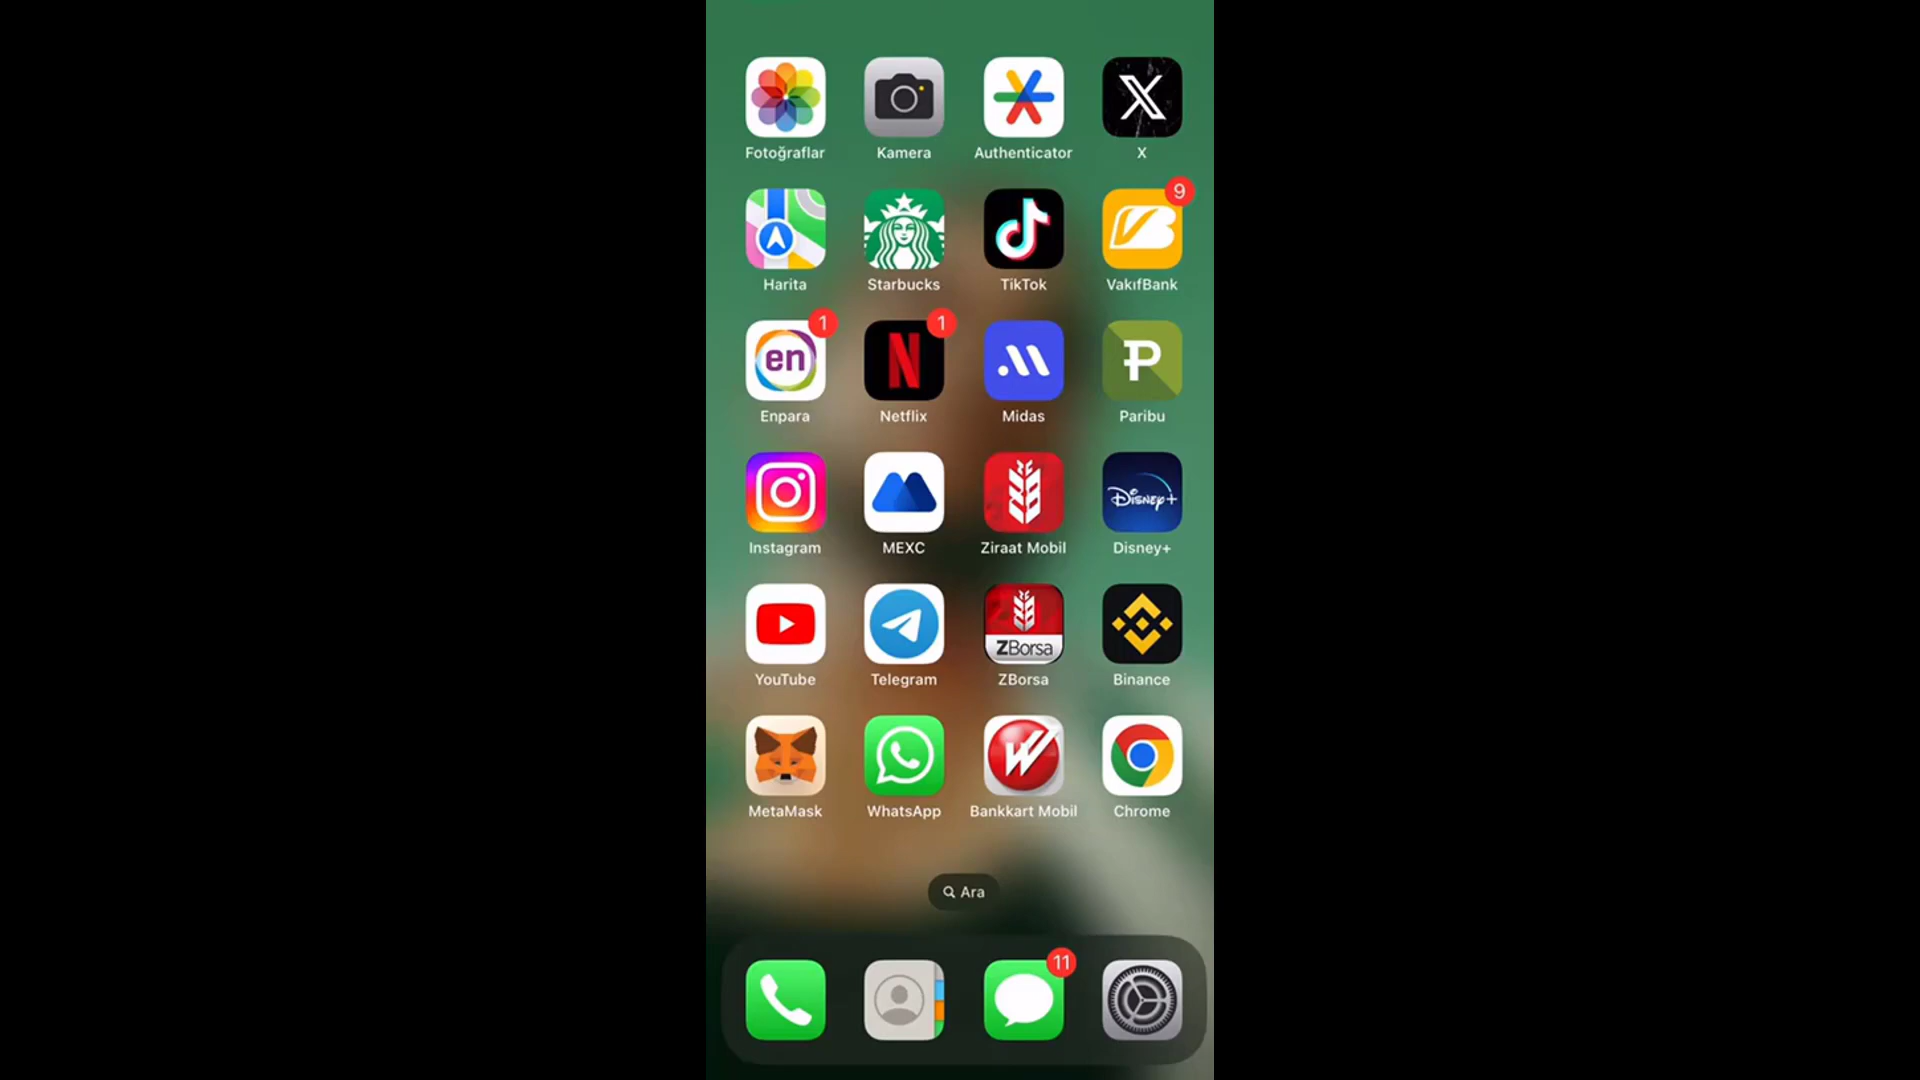 Fotoğraflar Kamera Authenticator X
9
Harita Starbucks TikTok VakıfBank
1 1
en
Enpara Netflix Midas Paribu
Disney+
Instagram MEXC Ziraat Mobil Disney+
ZBorsa
YouTube Telegram ZBorsa Binance
MetaMask WhatsApp Bankkart Mobil Chrome
Ara
11